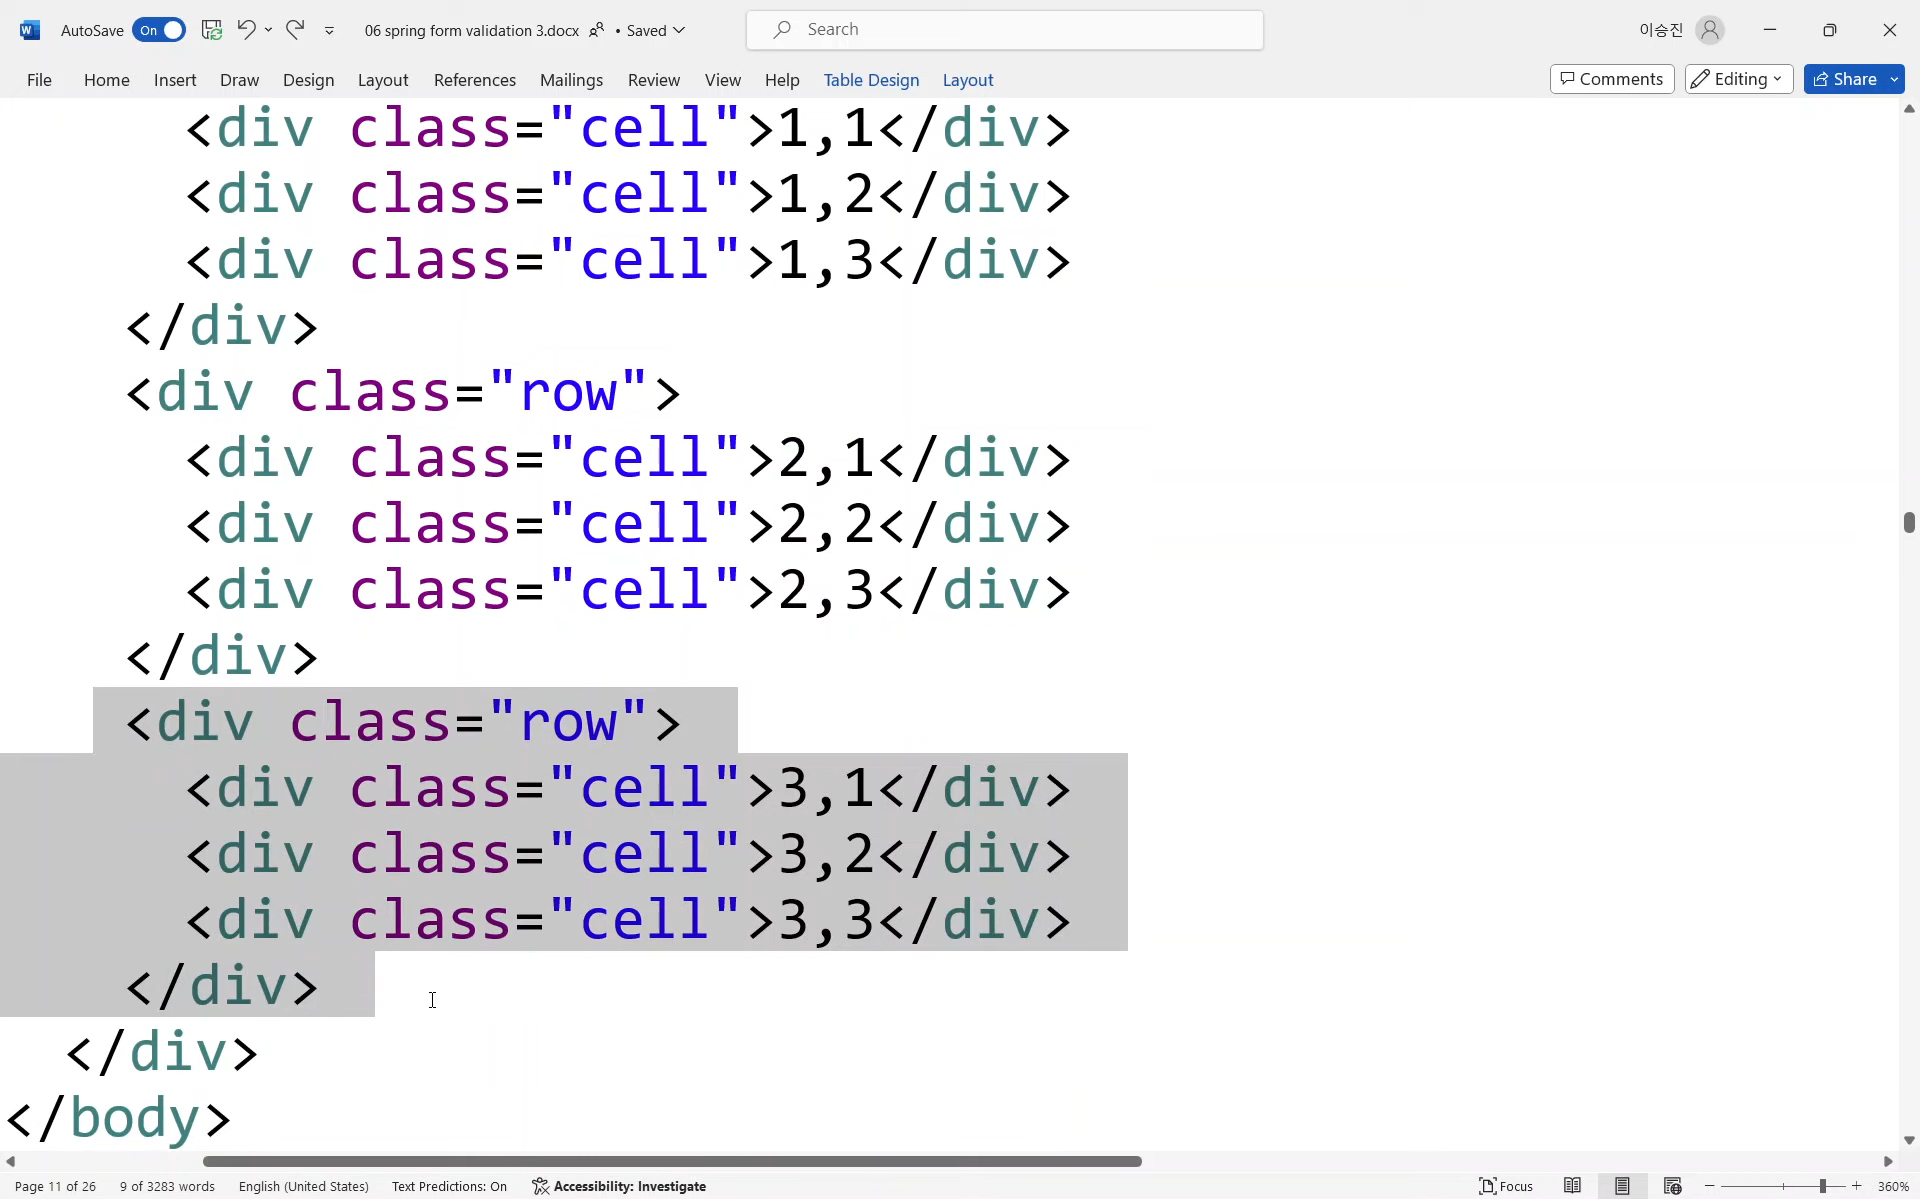 AutoSave On 06 spring form validation 3.docx • Saved Search 이승진
File Home Insert Draw Design Layout References Mailings Review View Help Table Design Layout Comments Editing Share
<div class="cell">1,1</div>
<div class="cell">1,2</div>
<div class="cell">1,3</div>
</div>
<div class="row">
<div class="cell">2,1</div>
<div class="cell">2,2</div>
<div class="cell">2,3</div>
</div>
<div class="row">
<div class="cell">3,1</div>
<div class="cell">3,2</div>
<div class="cell">3,3</div>
</div>
</div>
</body>
Page 11 of 26 9 of 3283 words English (United States) Text Predictions: On Accessibility: Investigate Focus 360%